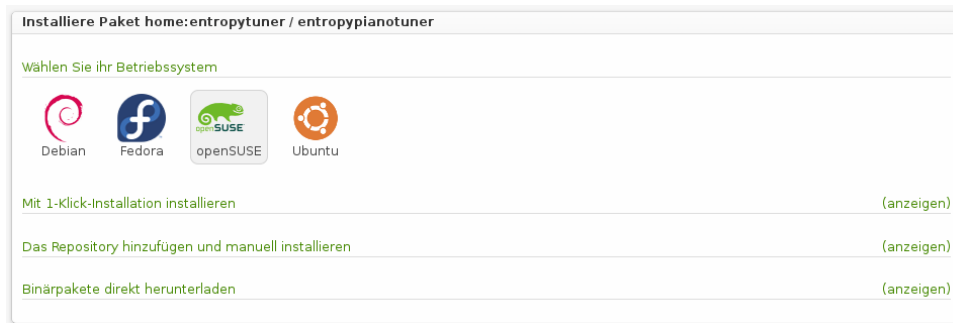 Installiere Paket home:entropytuner / entropypianotuner
Wählen Sie ihr Betriebssystem
openSUSE
Debian Fedora openSUSE Ubuntu
Mit 1-Klick-Installation installieren (anzeigen)
Das Repository hinzufügen und manuell installieren (anzeigen)
Binärpakete direkt herunterladen (anzeigen)